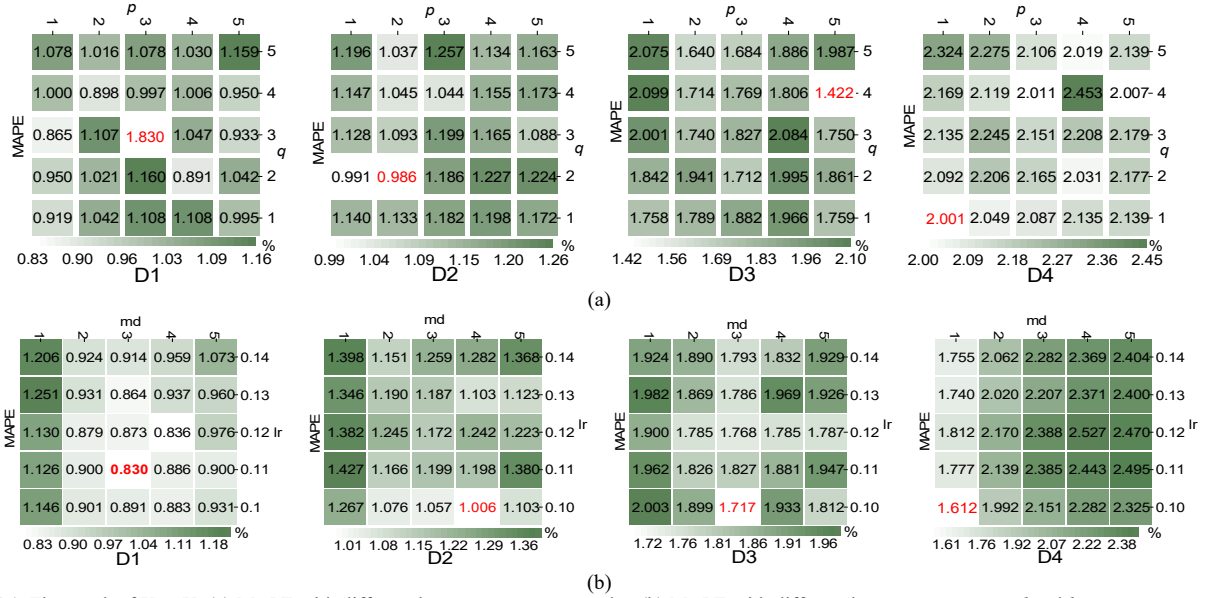 p
1 2 3 4 5
1.078 1.016 1.078 1.030 1.159 5
1.000 0.898 0.997 1.006 0.950 4
0.865 1.107 1.830 1.047 0.933 3
0.950 1.021 1.160 0.891 1.042 2
0.919 1.042 1.108 1.108 0.995 1
MAPE
%
0.83 0.90 0.96 1.03 1.09 1.16
D1
p
1 2 3 4 5
1.196 1.037 1.257 1.134 1.163 5
1.147 1.045 1.044 1.155 1.173 4
1.128 1.093 1.199 1.165 1.088 3
q
0.991 0.986 1.186 1.227 1.224 2
1.140 1.133 1.182 1.198 1.172 1
MAPE
%
0.99 1.04 1.09 1.15 1.20 1.26
D2
1 2 3 4 5
2.075 1.640 1.684 1.886 1.987 5
2.099 1.714 1.769 1.806 1.422 4
2.001 1.740 1.827 2.084 1.750 3
q
1.842 1.941 1.712 1.995 1.861 2
1.758 1.789 1.882 1.966 1.759 1
MAPE
%
1.42 1.56 1.69 1.83 1.96 2.10
D3
p
1 2 3 4 5
2.324 2.275 2.106 2.019 2.139 5
2.169 2.119 2.011 2.453 2.007 4
2.135 2.245 2.151 2.208 2.179 3
q
2.092 2.206 2.165 2.031 2.177 2
2.001 2.049 2.087 2.135 2.139 1
MAPE
%
2.00 2.09 2.18 2.27 2.36 2.45
D4
(a)
md
1 2 3 4 5
1.206 0.924 0.914 0.959 1.073 0.14
1.251 0.931 0.864 0.937 0.960 0.13
1.130 0.879 0.873 0.836 0.976 0.12 lr
1.126 0.900 0.830 0.886 0.900 0.11
1.146 0.901 0.891 0.883 0.931 0.1
MAPE
%
0.83 0.90 0.97 1.04 1.11 1.18
D1
md
1 2 3 4 5
1.398 1.151 1.259 1.282 1.368 0.14
1.346 1.190 1.187 1.103 1.123 0.13
1.382 1.245 1.172 1.242 1.223 0.12 lr
1.427 1.166 1.199 1.198 1.380 0.11
1.267 1.076 1.057 1.006 1.103 0.10
MAPE
%
1.01 1.08 1.15 1.22 1.29 1.36
D2
md
1 2 3 4 5
1.924 1.890 1.793 1.832 1.929 0.14
1.982 1.869 1.786 1.969 1.926 0.13
1.900 1.785 1.768 1.785 1.787 0.12 lr
1.962 1.826 1.827 1.881 1.947 0.11
2.003 1.899 1.717 1.933 1.812 0.10
MAPE
%
1.72 1.76 1.81 1.86 1.91 1.96
D3
md
1 2 3 4 5
1.755 2.062 2.282 2.369 2.404 0.14
1.740 2.020 2.207 2.371 2.400 0.13
1.812 2.170 2.388 2.527 2.470 0.12 lr
1.777 2.139 2.385 2.443 2.495 0.11
1.612 1.992 2.151 2.282 2.325 0.10
MAPE
%
1.61 1.76 1.92 2.07 2.22 2.38
D4
(b)